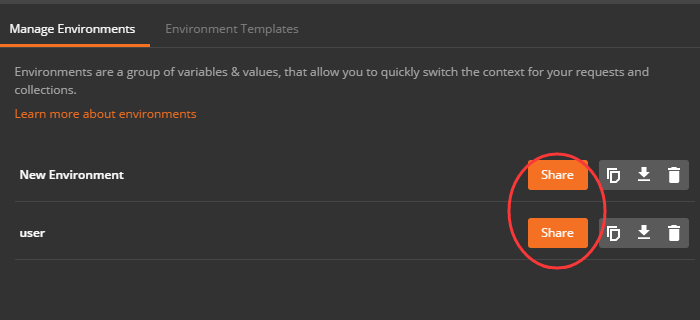 Manage Environments Environment Templates
Environments are a group of variables & values, that allow you to quickly switch the context for your requests and
collections.
Learn more about environments
New Environment Share
user Share